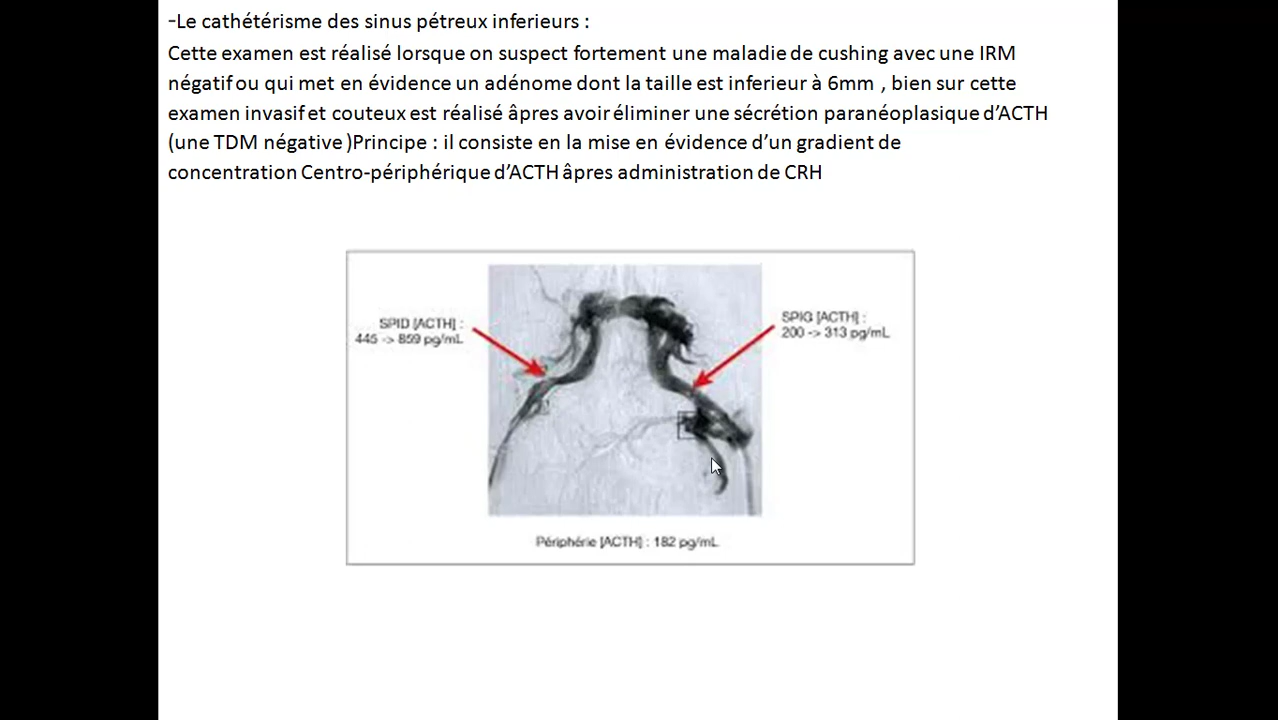 -Le cathétérisme des sinus pétreux inferieurs :
Cette examen est réalisé lorsque on suspect fortement une maladie de cushing avec une IRM
négatif ou qui met en évidence un adénome dont la taille est inferieur à 6mm , bien sur cette
examen invasif et couteux est réalisé âpres avoir éliminer une sécrétion paranéoplasique d’ACTH
(une TDM négative )Principe : il consiste en la mise en évidence d’un gradient de
concentration Centro-périphérique d’ACTH âpres administration de CRH
SPID [ACTH] :
445 -> 859 pg/mL
SPIG [ACTH] :
200 -> 313 pg/mL
Périphérie [ACTH] : 182 pg/mL